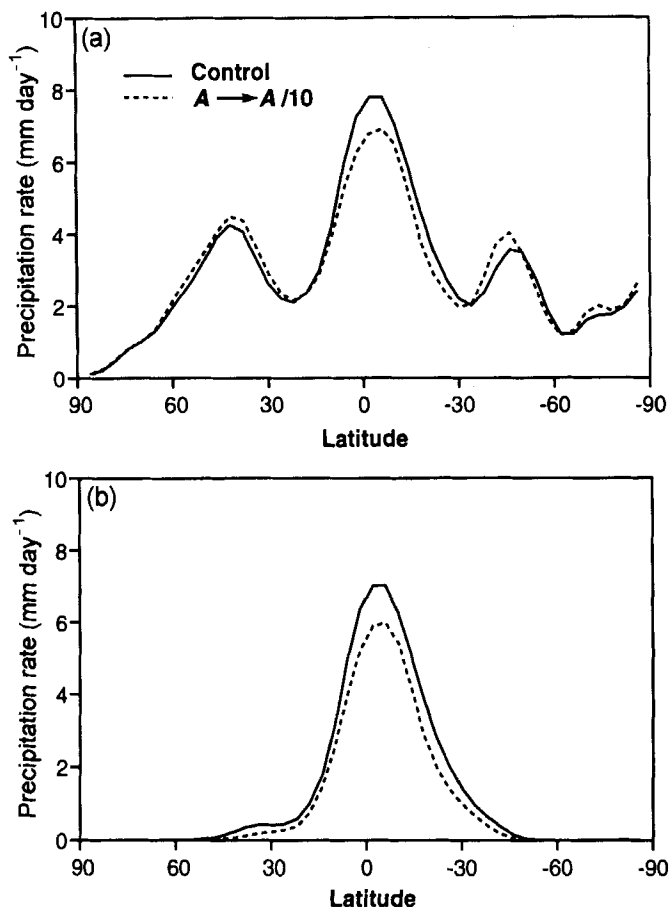 (a)
Control
A → A/10
Precipitation rate (mm day⁻¹)
10
8
6
4
2
0
90 60 30 0 -30 -60 -90
Latitude
(b)
Precipitation rate (mm day⁻¹)
10
8
6
4
2
0
90 60 30 0 -30 -60 -90
Latitude